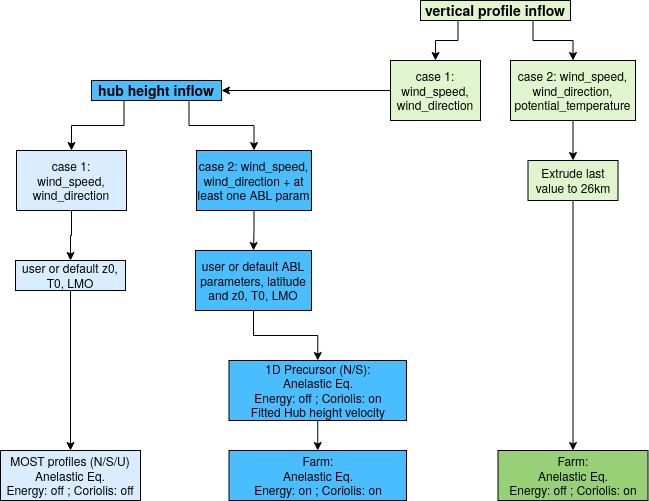 vertical profile inflow
case 1:
wind_speed,
wind_direction
case 2: wind_speed,
wind_direction,
potential_temperature
hub height inflow
case 1:
wind_speed,
wind_direction
case 2: wind_speed,
wind_direction + at
least one ABL param
Extrude last
value to 26km
user or default z0,
T0, LMO
user or default ABL
parameters, latitude
and z0, T0, LMO
1D Precursor (N/S):
Anelastic Eq.
Energy: off ; Coriolis: on
Fitted Hub height velocity
MOST profiles (N/S/U)
Anelastic Eq.
Energy: off ; Coriolis: off
Farm:
Anelastic Eq.
Energy: on ; Coriolis: on
Farm:
Anelastic Eq.
Energy: off ; Coriolis: on